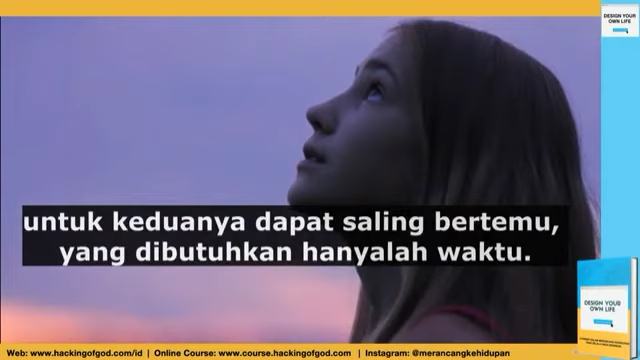 DESIGN YOUR
OWN LIFE
untuk keduanya dapat saling bertemu,
yang dibutuhkan hanyalah waktu.
DESIGN YOUR
OWN LIFE
Web: www.hackingofgod.com/id | Online Course: www.course.hackingofgod.com | Instagram: @merancangkehidupan